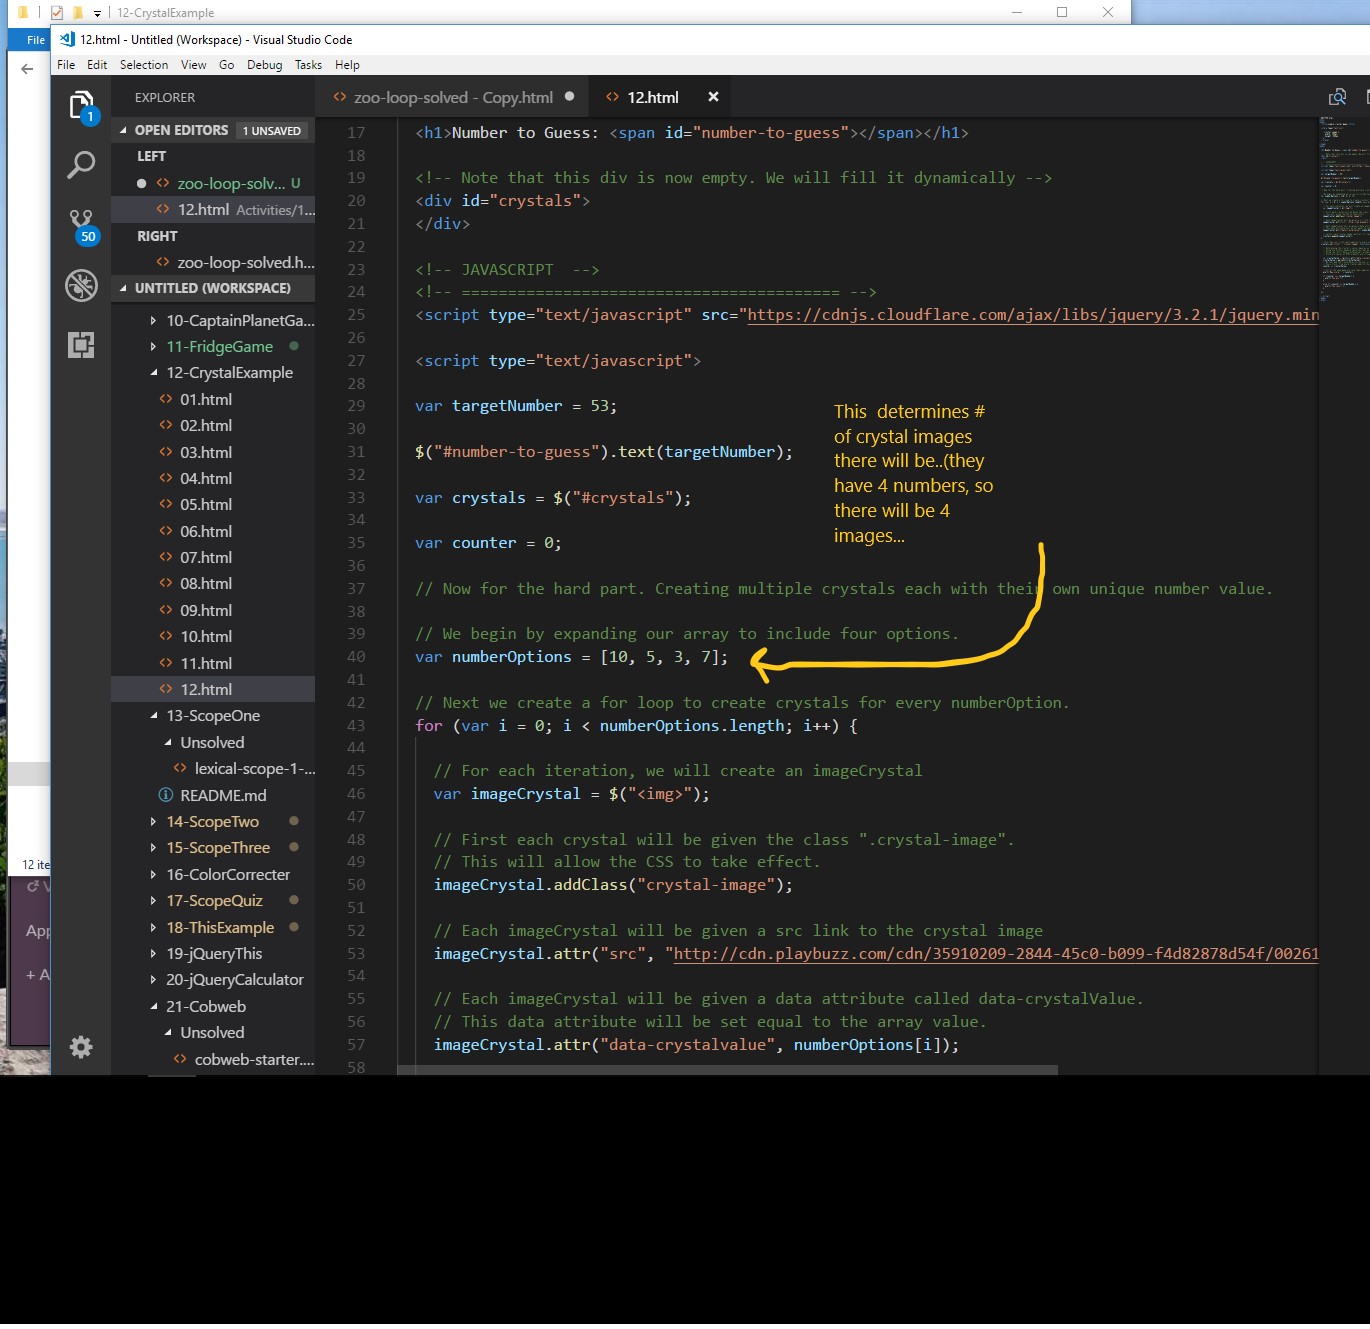 12-CrystalExample
File
12.html - Untitled (Workspace) - Visual Studio Code
File Edit Selection View Go Debug Tasks Help
1
50
EXPLORER
OPEN EDITORS 1 UNSAVED
LEFT
zoo-loop-solv... U
12.html Activities/1...
RIGHT
zoo-loop-solved.h...
UNTITLED (WORKSPACE)
10-CaptainPlanetGa...
11-FridgeGame
12-CrystalExample
01.html
02.html
03.html
04.html
05.html
06.html
07.html
08.html
09.html
10.html
11.html
12.html
13-ScopeOne
Unsolved
lexical-scope-1-...
README.md
14-ScopeTwo
15-ScopeThree
16-ColorCorrecter
17-ScopeQuiz
18-ThisExample
19-jQueryThis
20-jQueryCalculator
21-Cobweb
Unsolved
cobweb-starter....
12 ite
App
+ A
zoo-loop-solved - Copy.html
12.html
17 <h1>Number to Guess: <span id="number-to-guess"></span></h1>
18
19 <!-- Note that this div is now empty. We will fill it dynamically -->
20 <div id="crystals">
21 </div>
22
23 <!-- JAVASCRIPT  -->
24 <!-- ========================================= -->
25 <script type="text/javascript" src="https://cdnjs.cloudflare.com/ajax/libs/jquery/3.2.1/jquery.min
26
27 <script type="text/javascript">
28
29 var targetNumber = 53;
30
31 $("#number-to-guess").text(targetNumber);
32
33 var crystals = $("#crystals");
34
35 var counter = 0;
36
37 // Now for the hard part. Creating multiple crystals each with their own unique number value.
38
39 // We begin by expanding our array to include four options.
40 var numberOptions = [10, 5, 3, 7];
41
42 // Next we create a for loop to create crystals for every numberOption.
43 for (var i = 0; i < numberOptions.length; i++) {
44
45 // For each iteration, we will create an imageCrystal
46 var imageCrystal = $("<img>");
47
48 // First each crystal will be given the class ".crystal-image".
49 // This will allow the CSS to take effect.
50 imageCrystal.addClass("crystal-image");
51
52 // Each imageCrystal will be given a src link to the crystal image
53 imageCrystal.attr("src", "http://cdn.playbuzz.com/cdn/35910209-2844-45c0-b099-f4d82878d54f/00261
54
55 // Each imageCrystal will be given a data attribute called data-crystalValue.
56 // This data attribute will be set equal to the array value.
57 imageCrystal.attr("data-crystalvalue", numberOptions[i]);
58
This  determines #
of crystal images
there will be..(they
have 4 numbers, so
there will be 4
images...